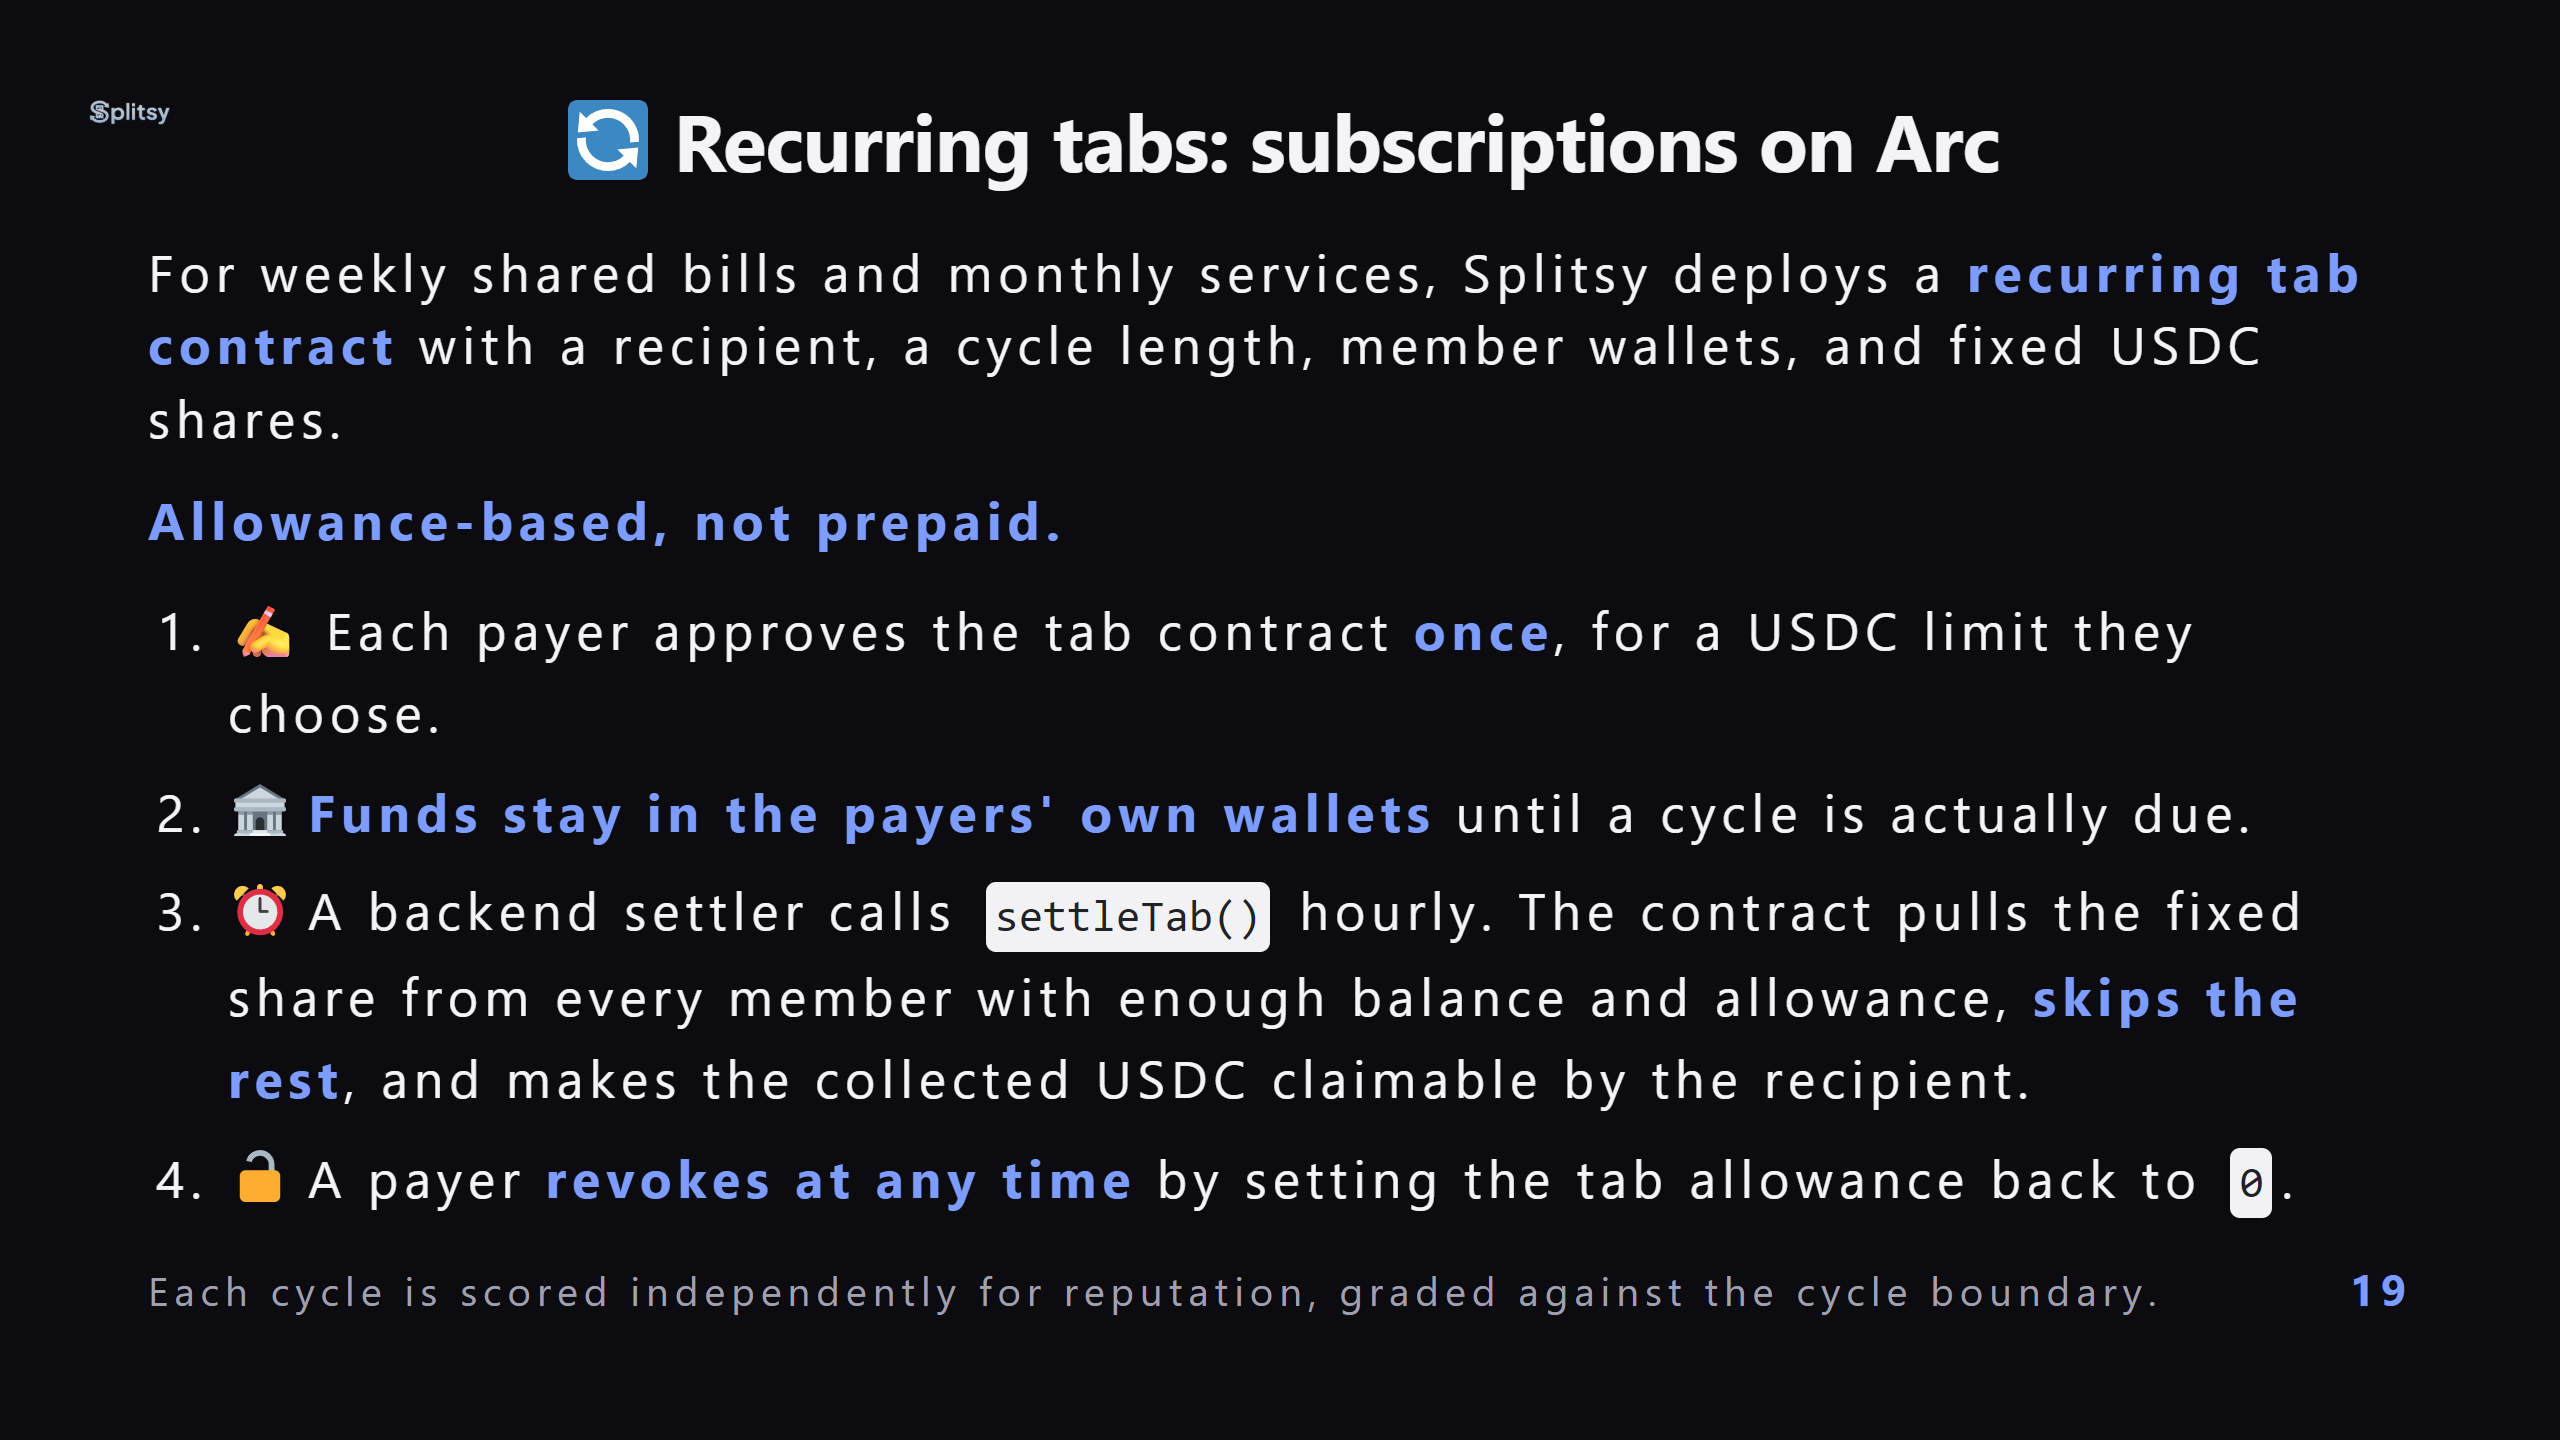 Splitsy
🔄 Recurring tabs: subscriptions on Arc
For weekly shared bills and monthly services, Splitsy deploys a recurring tab
contract with a recipient, a cycle length, member wallets, and fixed USDC
shares.
Allowance-based, not prepaid.
1. ✍️ Each payer approves the tab contract once, for a USDC limit they
choose.
2. 🏛️ Funds stay in the payers' own wallets until a cycle is actually due.
3. ⏰ A backend settler calls settleTab() hourly. The contract pulls the fixed
share from every member with enough balance and allowance, skips the
rest, and makes the collected USDC claimable by the recipient.
4. 🔓 A payer revokes at any time by setting the tab allowance back to 0.
Each cycle is scored independently for reputation, graded against the cycle boundary.
19